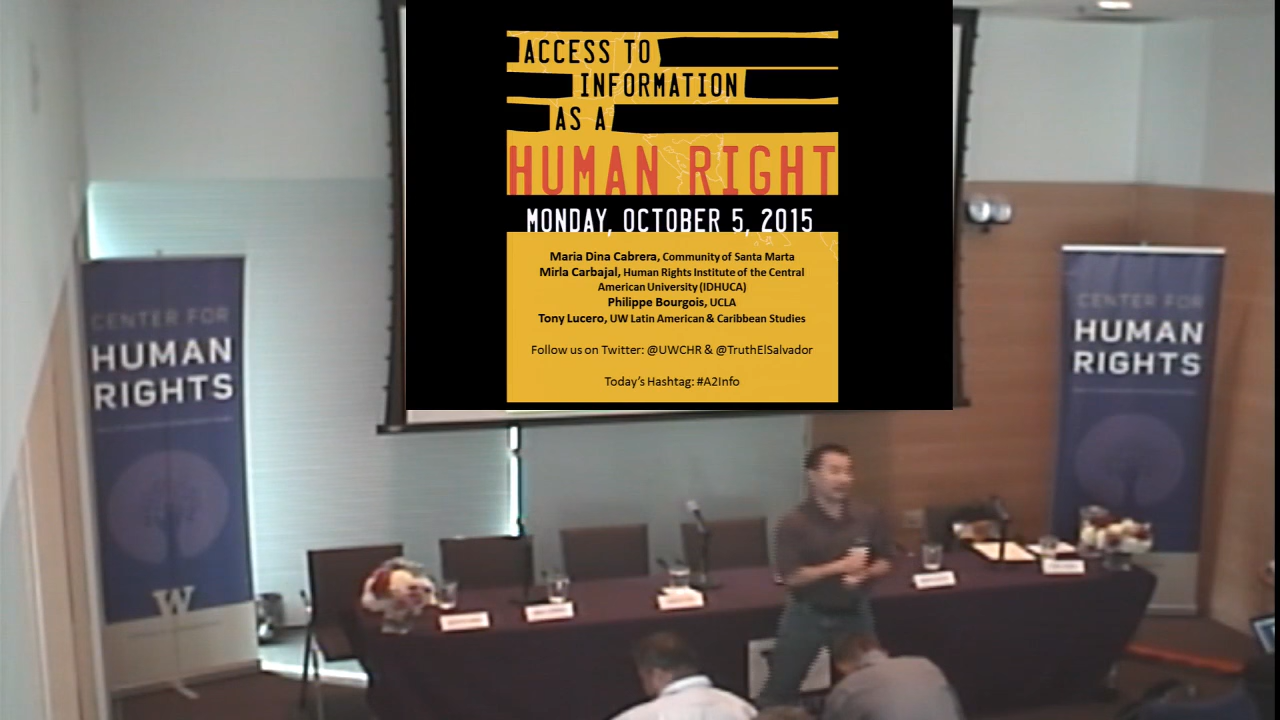 ACCESS TO
INFORMATION
AS A
HUMAN RIGHT
MONDAY, OCTOBER 5, 2015
Maria Dina Cabrera, Community of Santa Marta
Mirla Carbajal, Human Rights Institute of the Central
American University (IDHUCA)
Philippe Bourgois, UCLA
Tony Lucero, UW Latin American & Caribbean Studies
Follow us on Twitter: @UWCHR & @TruthElSalvador
Today's Hashtag: #A2Info
CENTER FOR
HUMAN
RIGHTS
W
CENTER FOR
HUMAN
RIGHTS